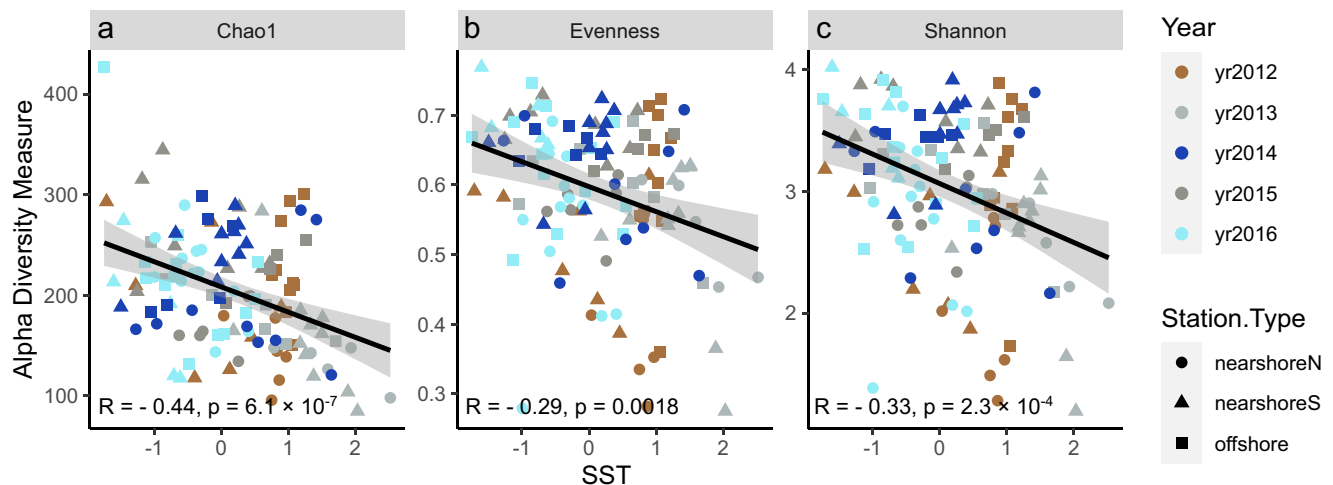 a Chao1
b Evenness
c Shannon
Alpha Diversity Measure
400
300
200
100
R = - 0.44, p = 6.1 × 10-7
-1 0 1 2
0.7
0.6
0.5
0.4
0.3
R = - 0.29, p = 0.0018
-1 0 1 2
4
3
2
R = - 0.33, p = 2.3 × 10-4
-1 0 1 2
SST
Year
yr2012
yr2013
yr2014
yr2015
yr2016
Station.Type
nearshoreN
nearshoreS
offshore